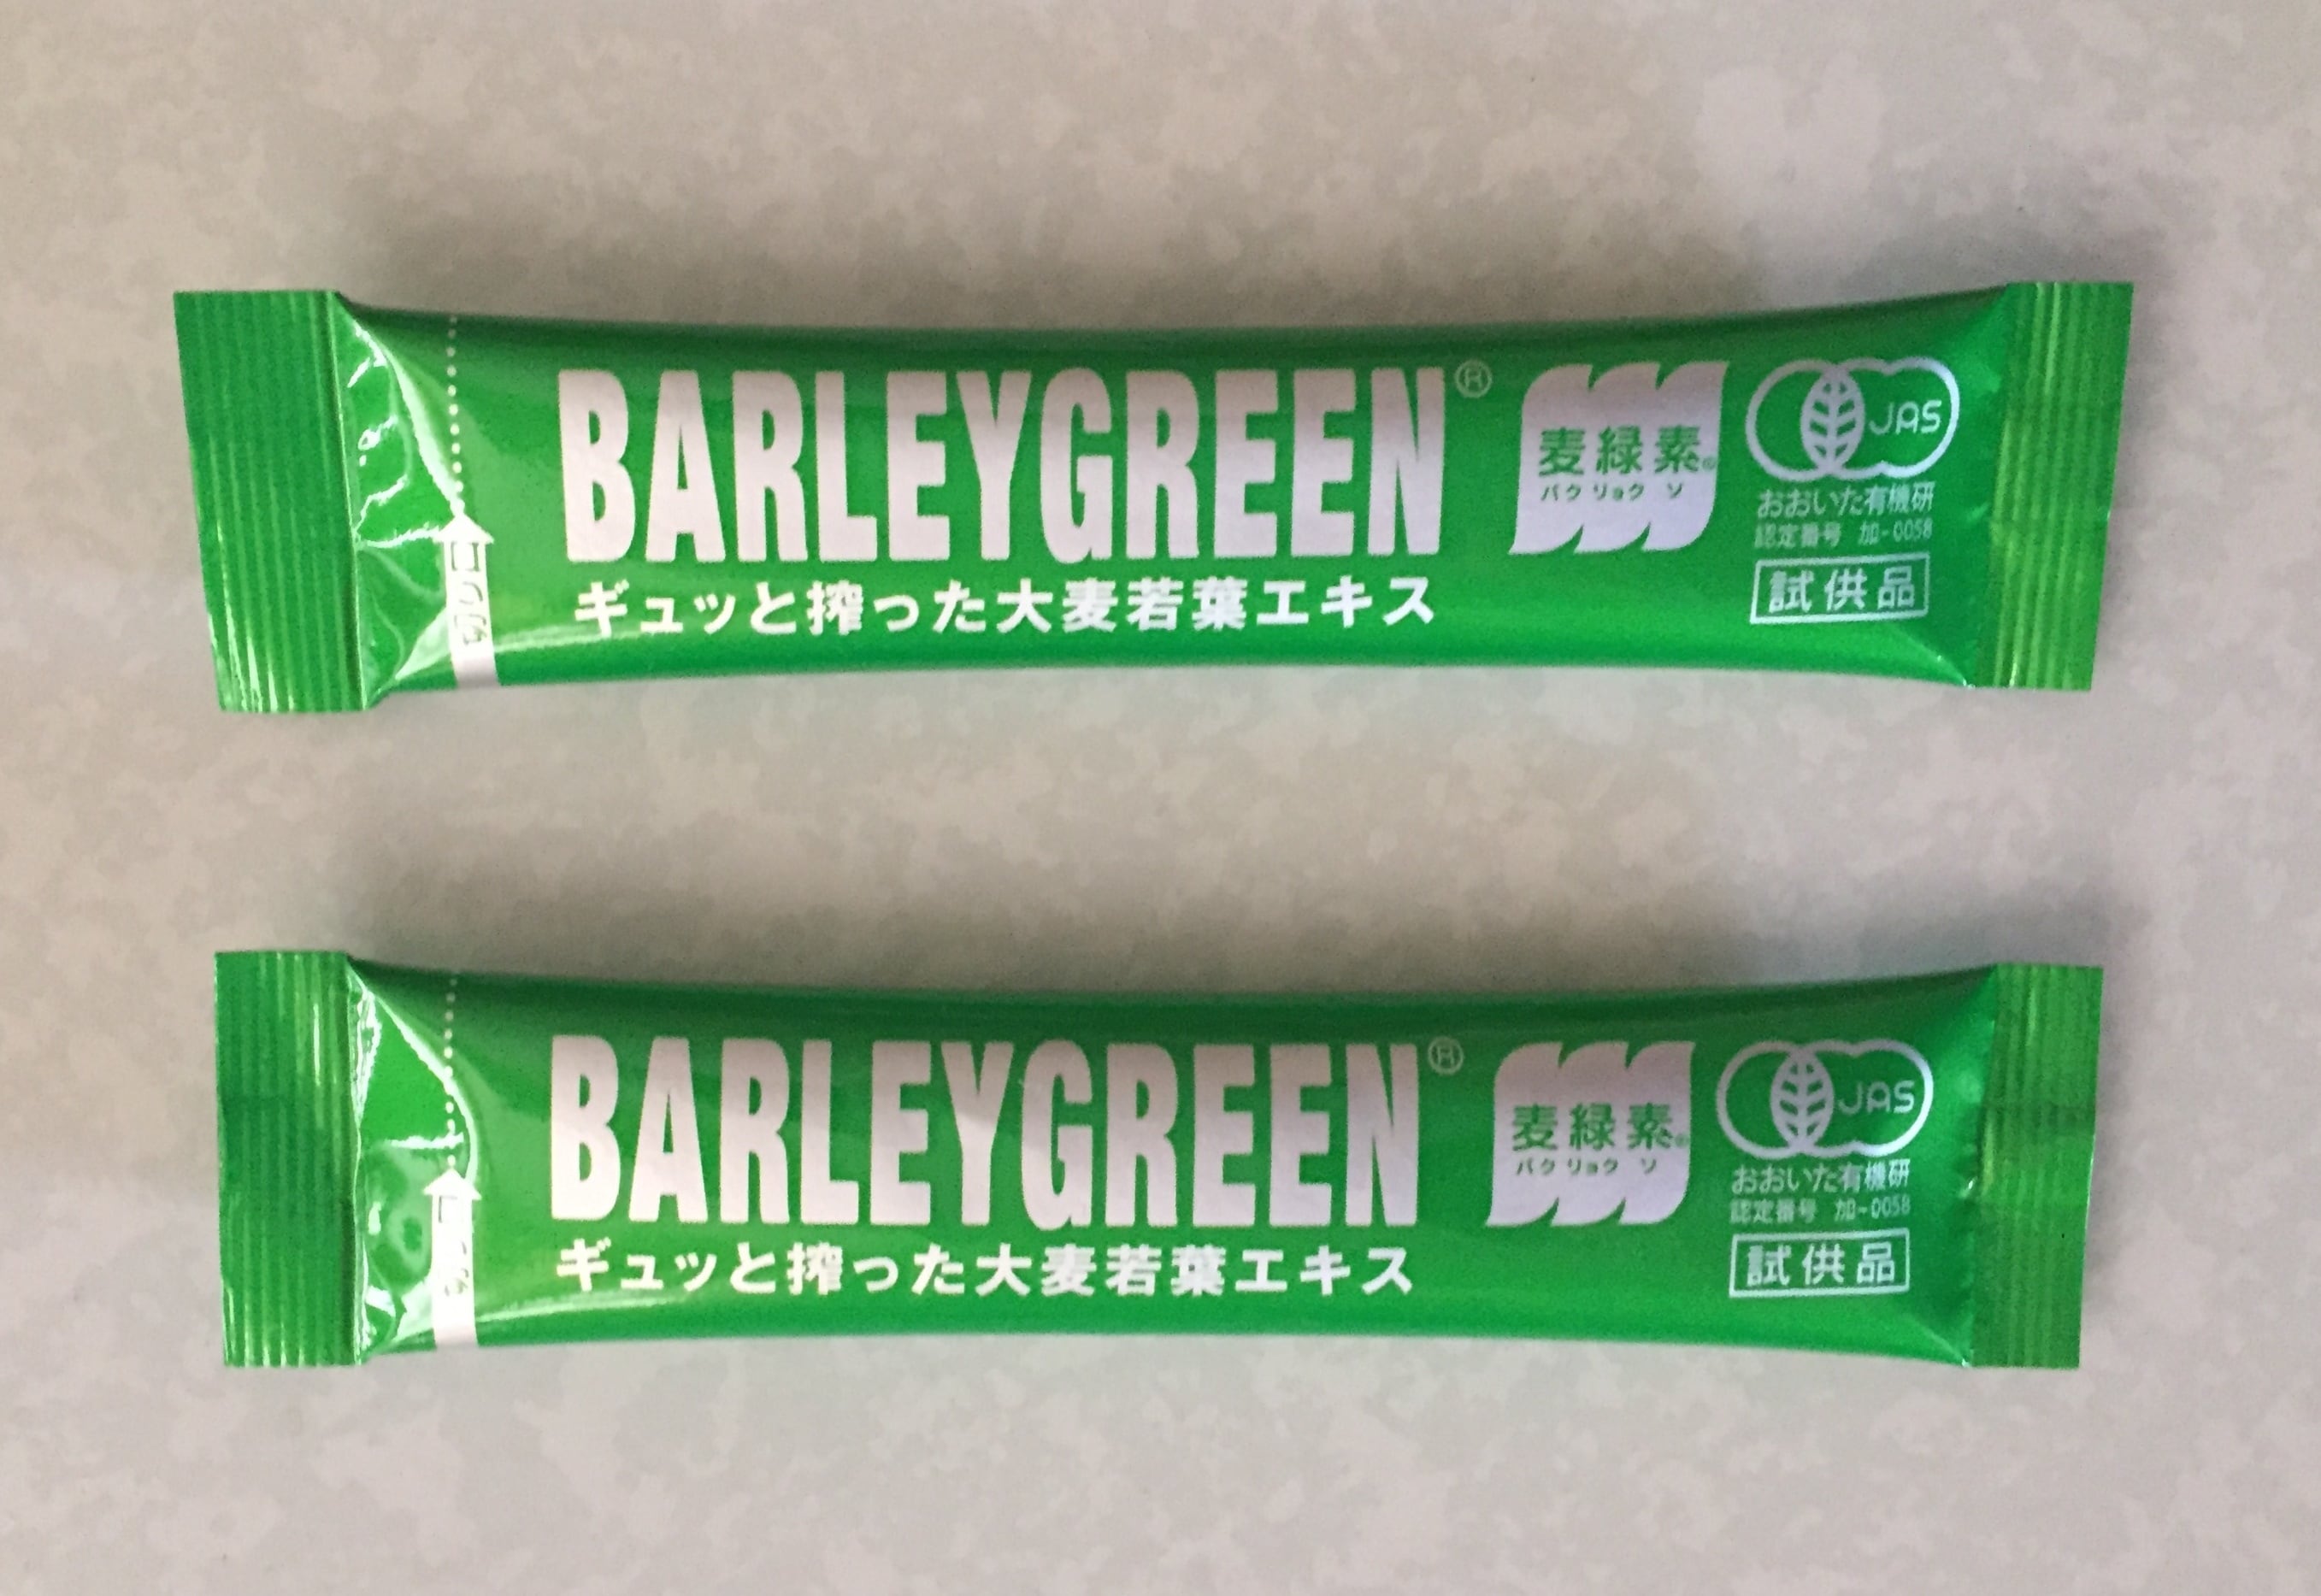 BARLEYGREEN®
ギュッと搾った大麦若葉エキス
麦緑素®
バクリョクソ
JAS
おおいた有機研
認定番号 加-0058
試供品
切り口
BARLEYGREEN®
ギュッと搾った大麦若葉エキス
麦緑素®
バクリョクソ
JAS
おおいた有機研
認定番号 加-0058
試供品
切り口